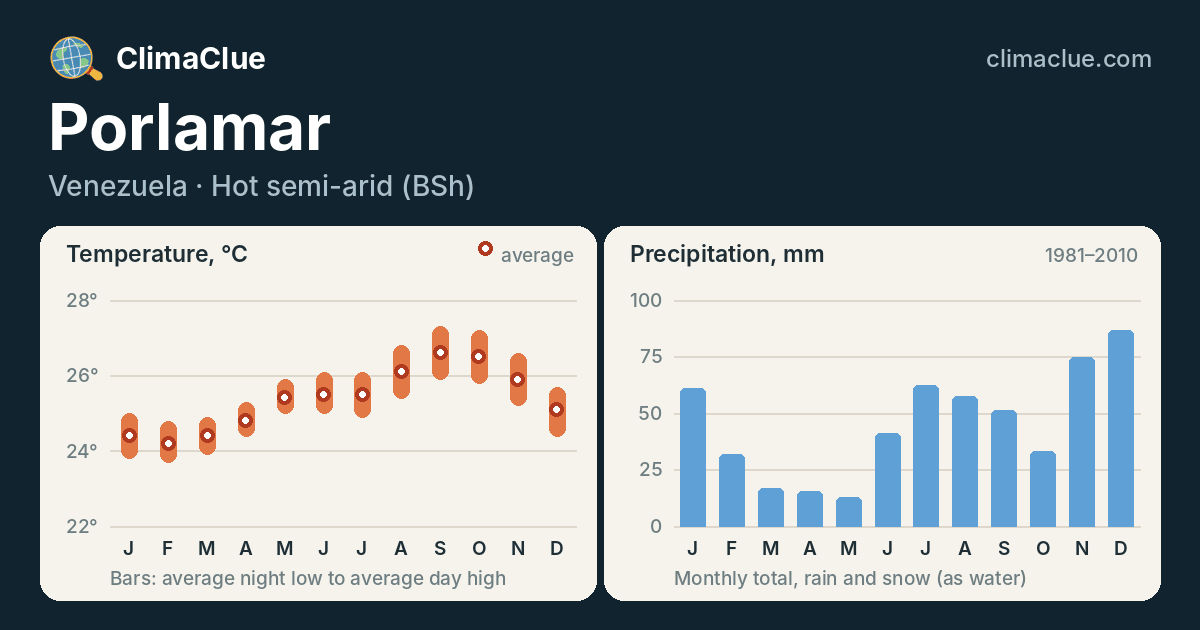 ClimaClue
climaclue.com
Porlamar
Venezuela · Hot semi-arid (BSh)
Temperature, °C
average
28°
26°
24°
22°
J F M A M J J A S O N D
Bars: average night low to average day high
Precipitation, mm
1981–2010
100
75
50
25
0
J F M A M J J A S O N D
Monthly total, rain and snow (as water)